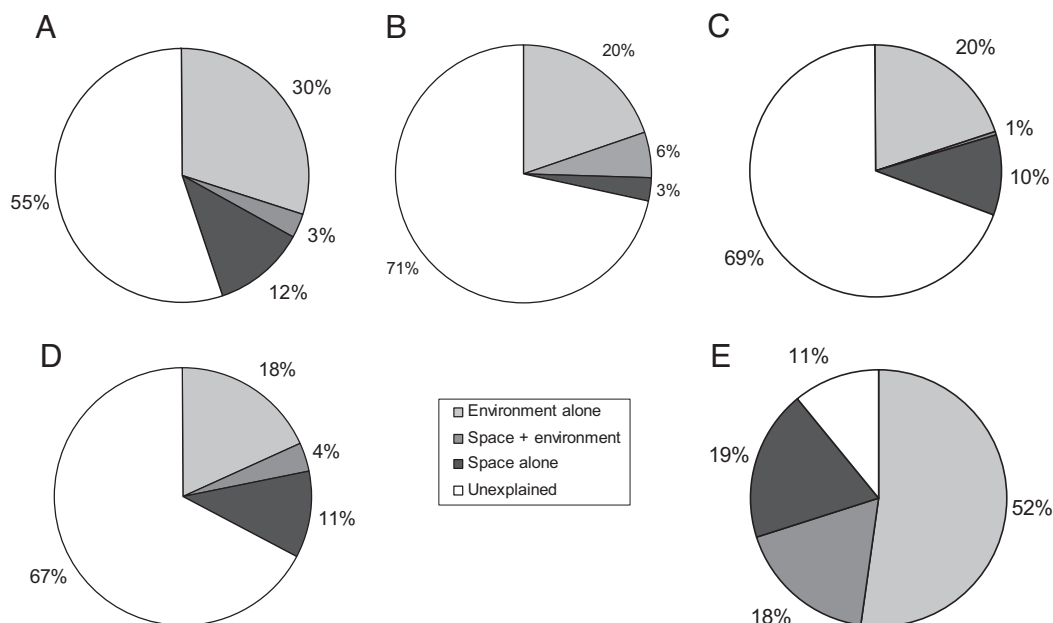 A
30%
3%
12%
55%
B
20%
6%
3%
71%
C
20%
1%
10%
69%
D
18%
4%
11%
67%
Environment alone
Space + environment
Space alone
Unexplained
E
11%
19%
52%
18%